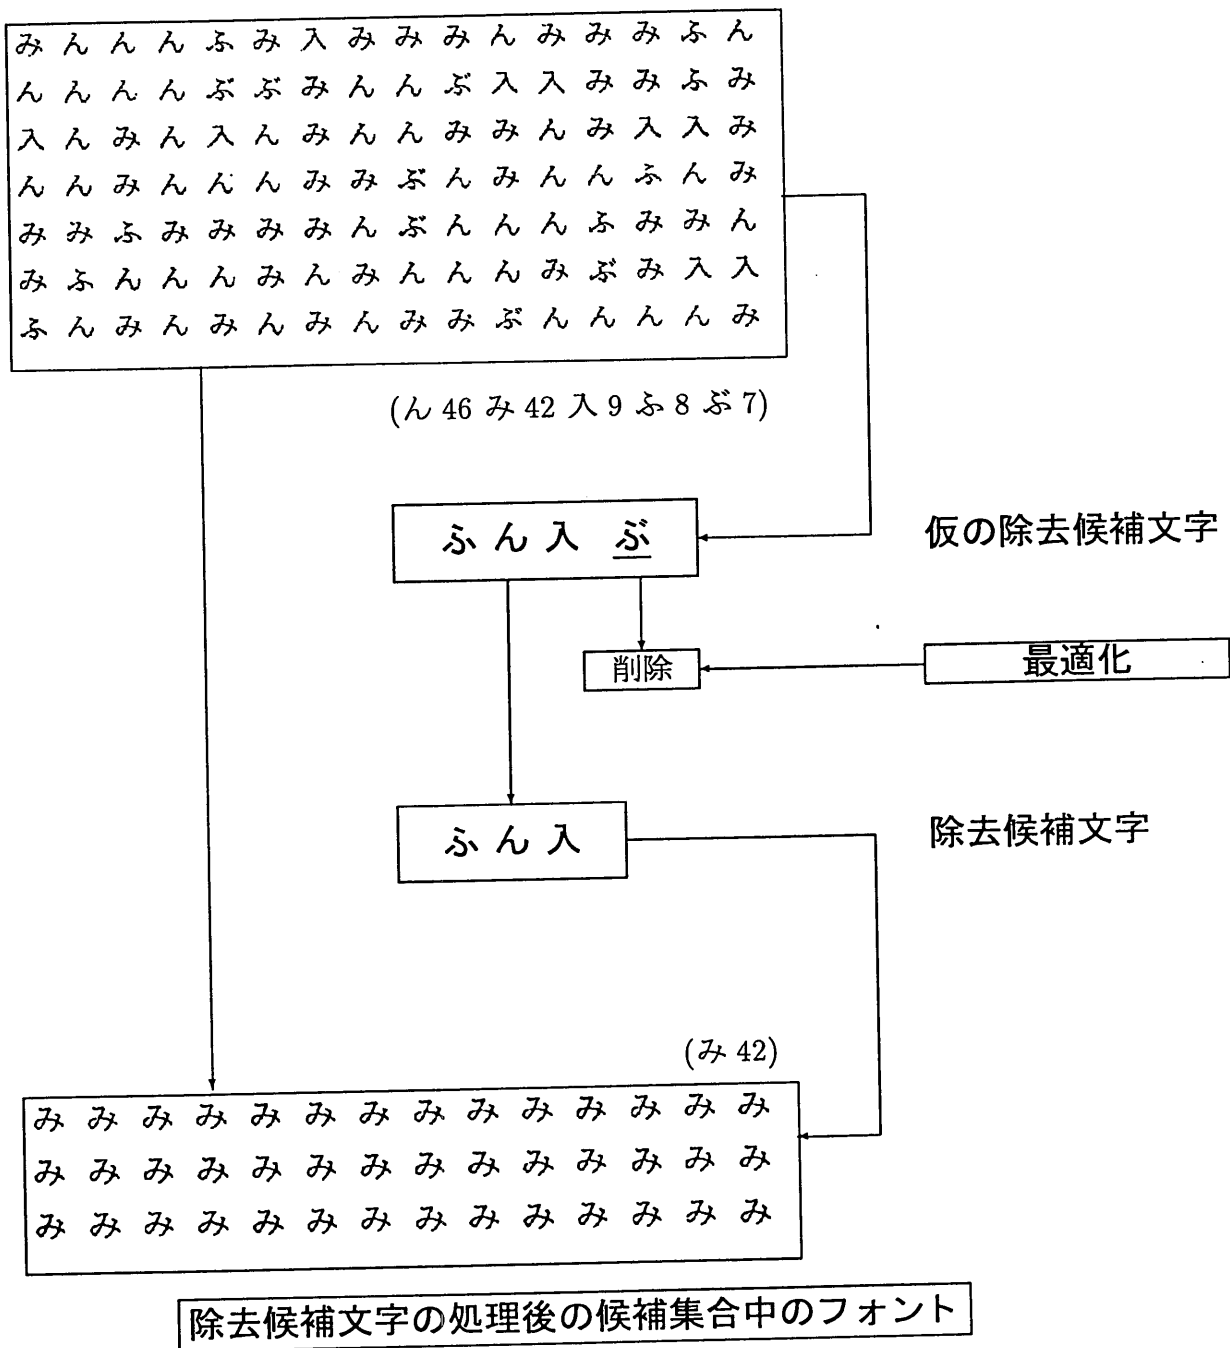 み ん ん ん ふ み 入 み み み ん み み み ふ ん
ん ん ん ん ぶ ぶ み ん ん ぶ 入 入 み み ふ み
入 ん み ん 入 ん み ん ん み み ん み 入 入 み
ん ん み ん ん ん み み ぶ ん み ん ん ふ ん み
み み ふ み み み み ん ぶ ん ん ん ふ み み ん
み ふ ん ん ん み ん み ん ん ん み ぶ み 入 入
ふ ん み ん み ん み ん み み ぶ ん ん ん ん み
(ん 46 み 42 入 9 ふ 8 ぶ 7)
ふ ん 入 ぶ
仮の除去候補文字
削除
最適化
ふ ん 入
除去候補文字
(み 42)
み み み み み み み み み み み み み み
み み み み み み み み み み み み み み
み み み み み み み み み み み み み み
除去候補文字の処理後の候補集合中のフォント